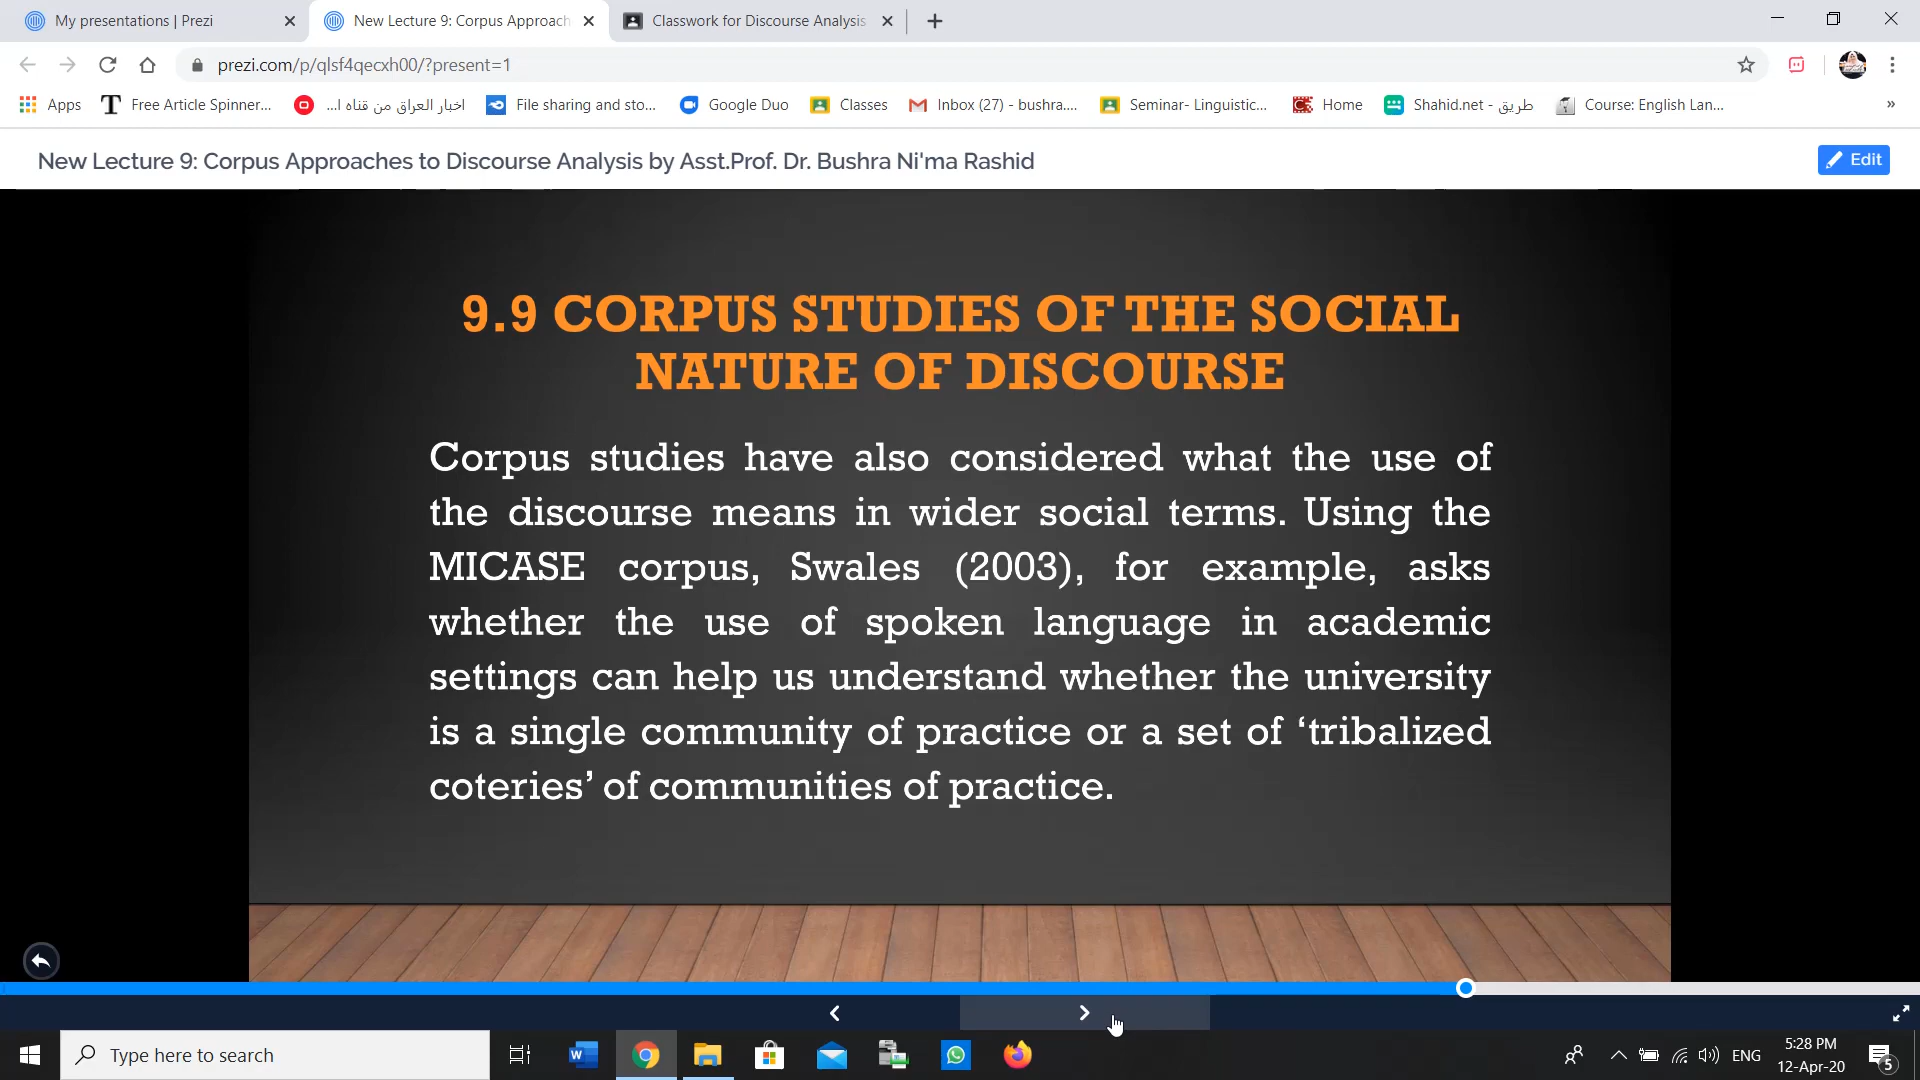 My presentations | Prezi
New Lecture 9: Corpus Approach
Classwork for Discourse Analysis
prezi.com/p/qlsf4qecxh00/?present=1
Apps
Free Article Spinner...
اخبار العراق من قناه ا...
File sharing and sto...
Google Duo
Classes
Inbox (27) - bushra....
Seminar- Linguistic...
Home
Shahid.net - طريق
Course: English Lan...
»
New Lecture 9: Corpus Approaches to Discourse Analysis by Asst.Prof. Dr. Bushra Ni'ma Rashid
Edit
9.9 CORPUS STUDIES OF THE SOCIAL
NATURE OF DISCOURSE
Corpus studies have also considered what the use of
the discourse means in wider social terms. Using the
MICASE corpus, Swales (2003), for example, asks
whether the use of spoken language in academic
settings can help us understand whether the university
is a single community of practice or a set of ‘tribalized
coteries’ of communities of practice.
Type here to search
ENG
5:28 PM
12-Apr-20
5